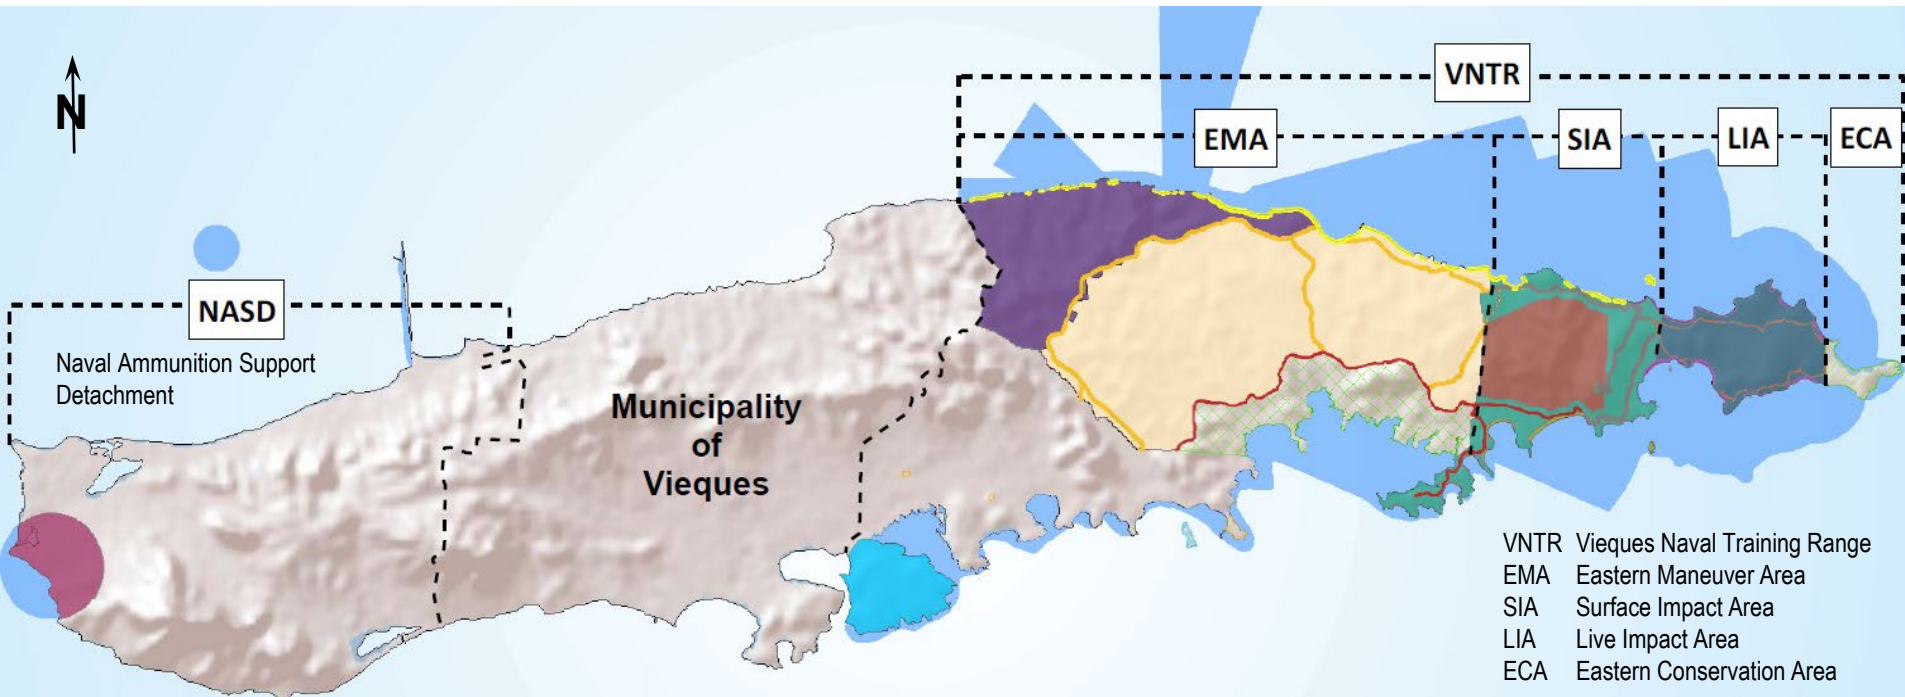 N
VNTR
EMA
SIA
LIA
ECA
NASD
Naval Ammunition Support
Detachment
Municipality
of
Vieques
VNTR Vieques Naval Training Range
EMA Eastern Maneuver Area
SIA Surface Impact Area
LIA Live Impact Area
ECA Eastern Conservation Area